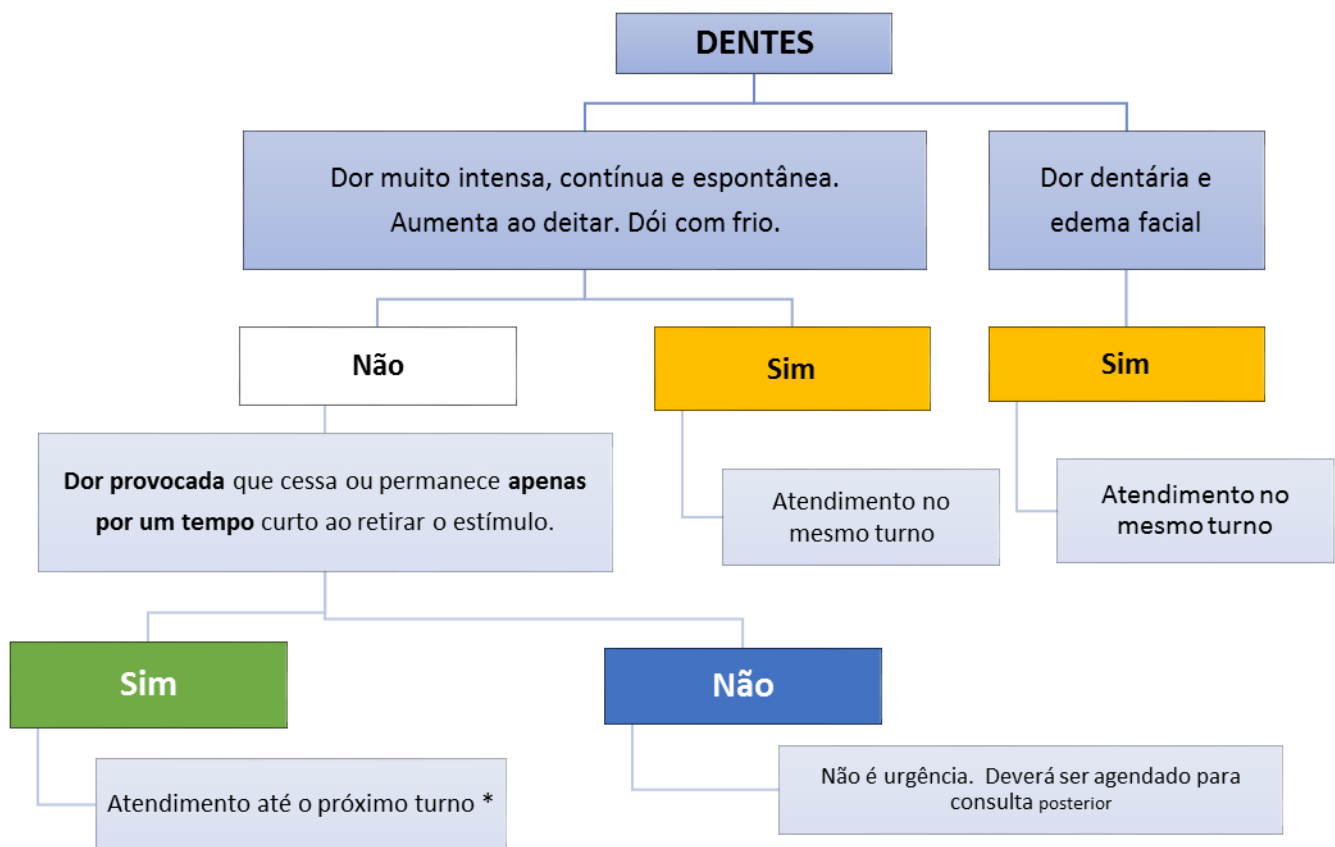 DENTES
Dor muito intensa, contínua e espontânea.
Aumenta ao deitar. Dói com frio.
Dor dentária e
edema facial
Não
Sim
Sim
Dor provocada que cessa ou permanece apenas
por um tempo curto ao retirar o estímulo.
Atendimento no
mesmo turno
Atendimento no
mesmo turno
Sim
Não
Atendimento até o próximo turno *
Não é urgência. Deverá ser agendado para
consulta posterior